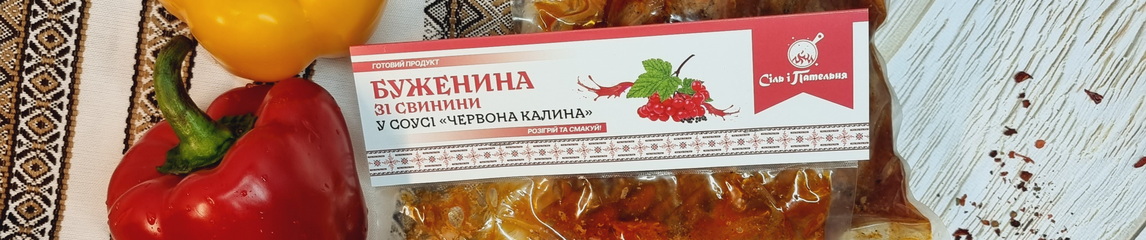 ГОТОВИЙ ПРОДУКТ
БУЖЕНИНА
ЗІ СВИНИНИ
У СОУСІ «ЧЕРВОНА КАЛИНА»
РОЗІГРІЙ ТА СМАКУЙ!
Сіль і Пательня